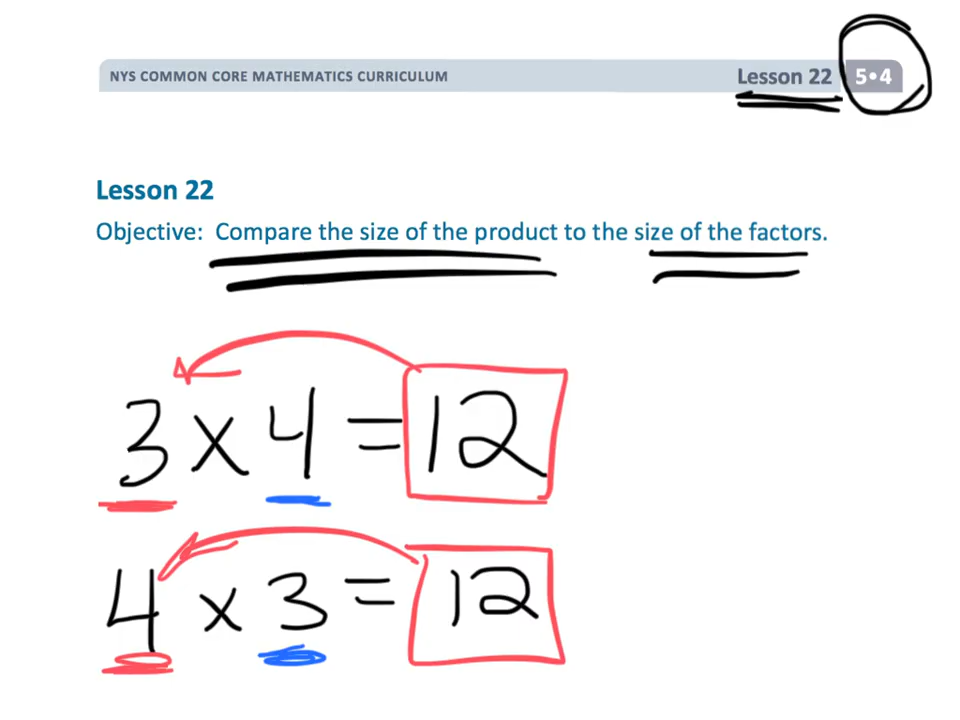 NYS COMMON CORE MATHEMATICS CURRICULUM Lesson 22 5•4
Lesson 22
Objective: Compare the size of the product to the size of the factors.
3 x 4 = 12
4 x 3 = 12